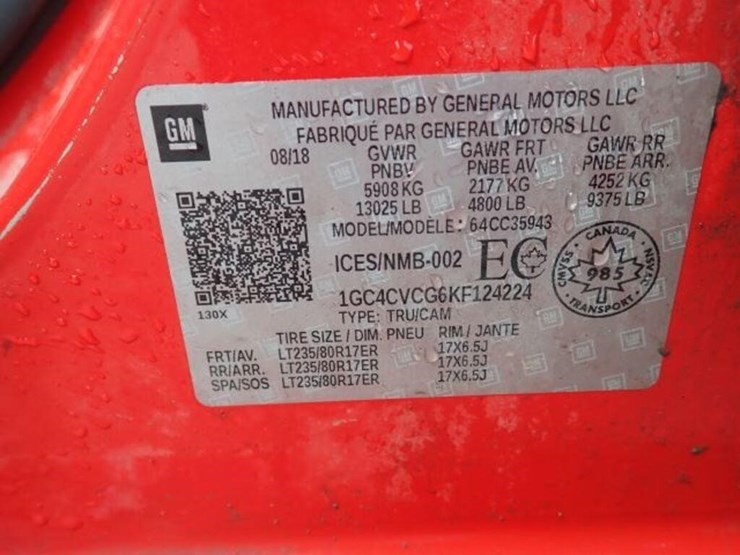 GM
MANUFACTURED BY GENERAL MOTORS LLC
FABRIQUÉ PAR GENERAL MOTORS LLC
08/18 GVWR GAWR FRT GAWR RR
PNBV PNBE AV. PNBE ARR.
5908 KG 2177 KG 4252 KG
13025 LB 4800 LB 9375 LB
MODEL/MODÈLE: 64CC35943
ICES/NMB-002 EC
CANADA
CMVSS 985 NSVAC
TRANSPORT
1GC4CVCG6KF124224
130X
TYPE: TRU/CAM
TIRE SIZE / DIM. PNEU RIM / JANTE
FRT/AV. LT235/80R17ER 17X6.5J
RR/ARR. LT235/80R17ER 17X6.5J
SPA/SOS LT235/80R17ER 17X6.5J